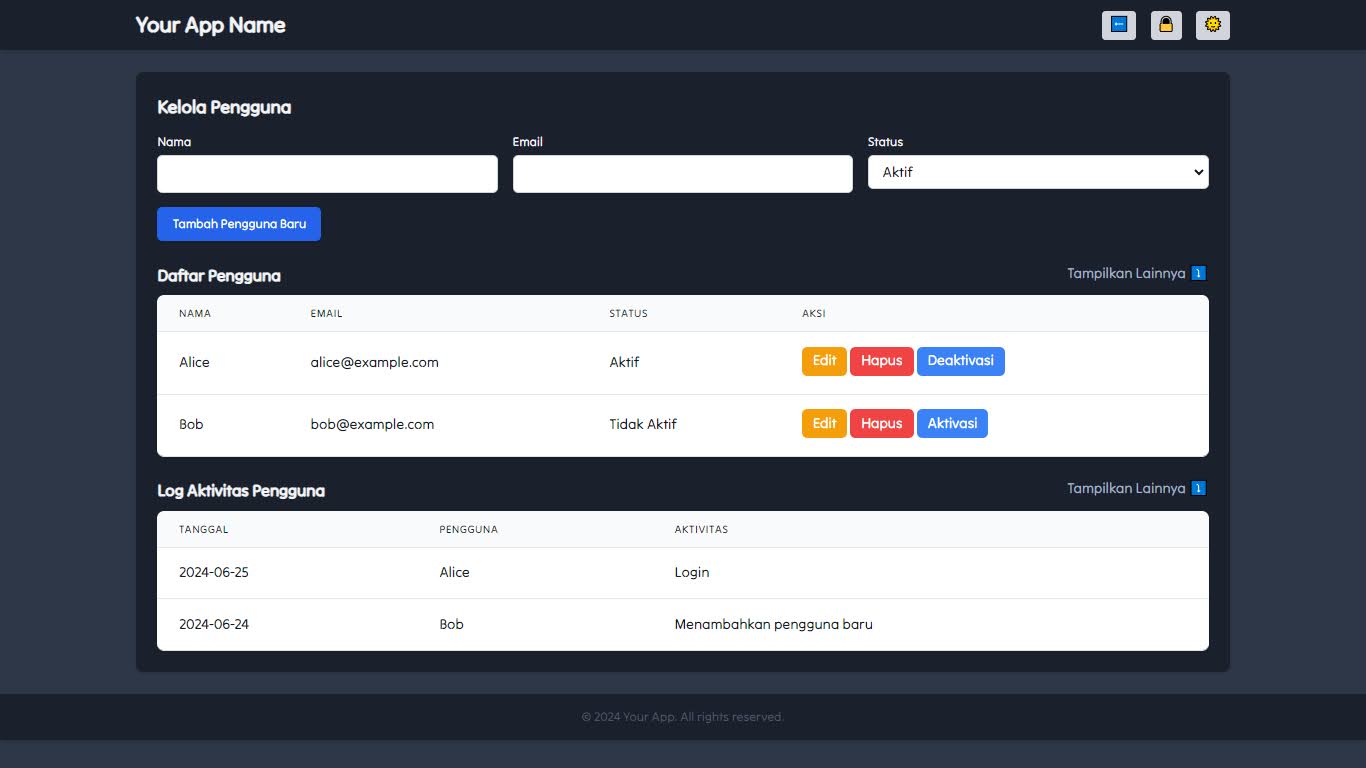 Your App Name
Kelola Pengguna
Nama Email Status
Aktif
Tambah Pengguna Baru
Daftar Pengguna Tampilkan Lainnya
NAMA EMAIL STATUS AKSI
Alice alice@example.com Aktif Edit Hapus Deaktivasi
Bob bob@example.com Tidak Aktif Edit Hapus Aktivasi
Log Aktivitas Pengguna Tampilkan Lainnya
TANGGAL PENGGUNA AKTIVITAS
2024-06-25 Alice Login
2024-06-24 Bob Menambahkan pengguna baru
© 2024 Your App. All rights reserved.